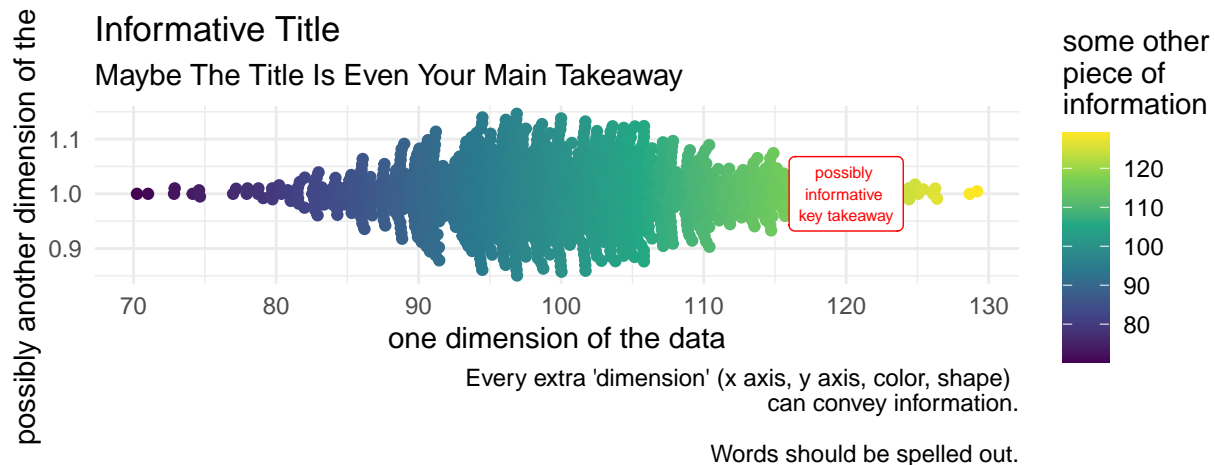 Informative Title
Maybe The Title Is Even Your Main Takeaway
possibly another dimension of the
1.1
1.0
0.9
possibly
informative
key takeaway
70
80
90
100
110
120
130
one dimension of the data
Every extra 'dimension' (x axis, y axis, color, shape)
can convey information.
Words should be spelled out.
some other
piece of
information
120
110
100
90
80